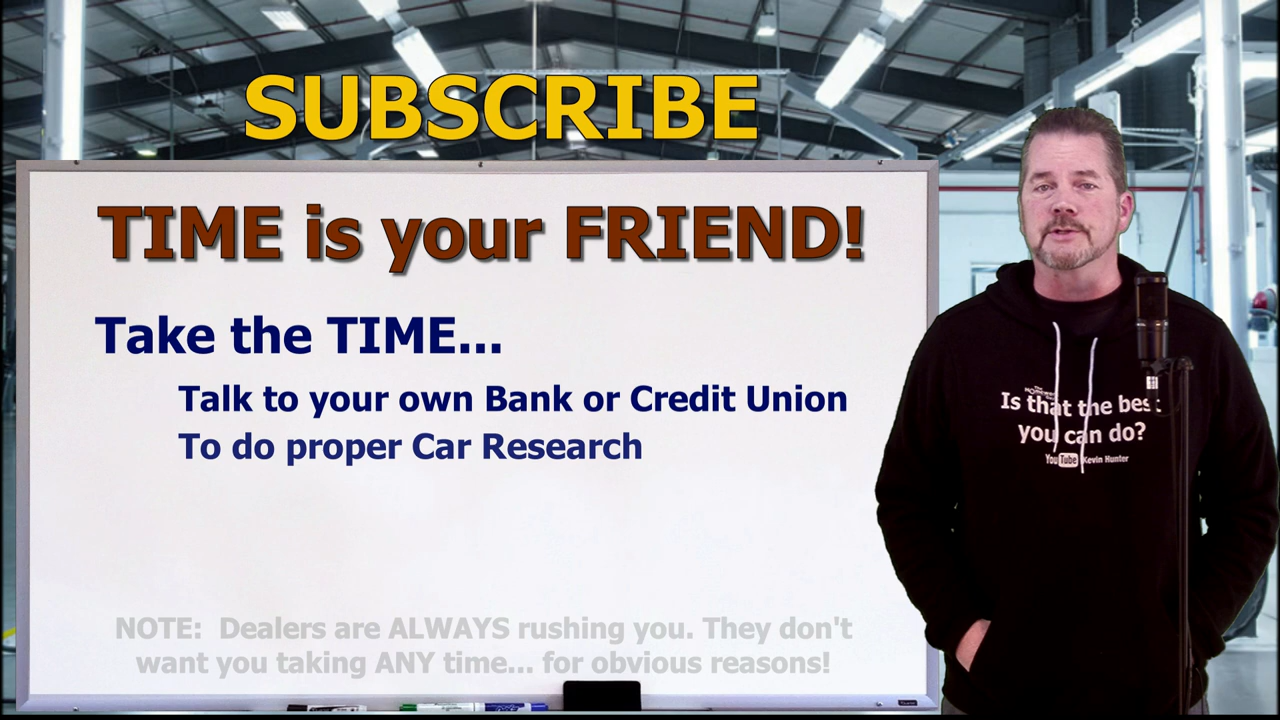 SUBSCRIBE
TIME is your FRIEND!
Take the TIME...
Talk to your own Bank or Credit Union
To do proper Car Research
NOTE: Dealers are ALWAYS rushing you. They don't
want you taking ANY time... for obvious reasons!
Is that the best
you can do?
YouTube Kevin Hunter